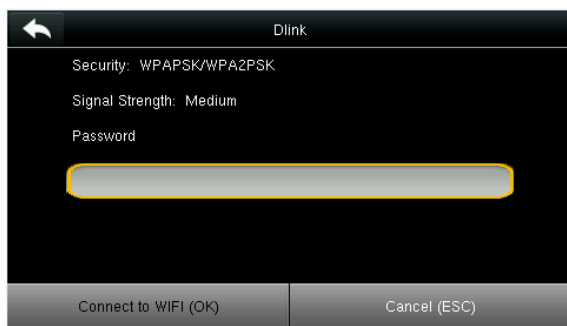 Dlink
Security: WPAPSK/WPA2PSK
Signal Strength: Medium
Password
Connect to WIFI (OK)
Cancel (ESC)